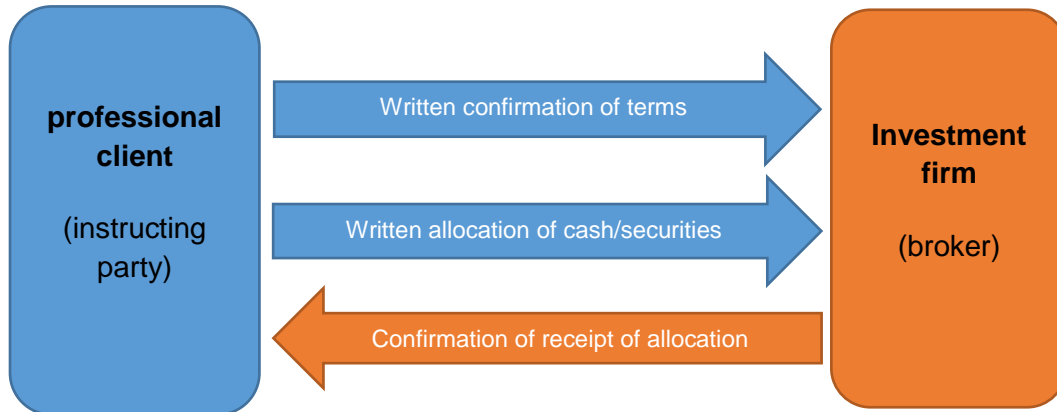 professional
client
(instructing
party)
Written confirmation of terms
Written allocation of cash/securities
Confirmation of receipt of allocation
Investment
firm
(broker)